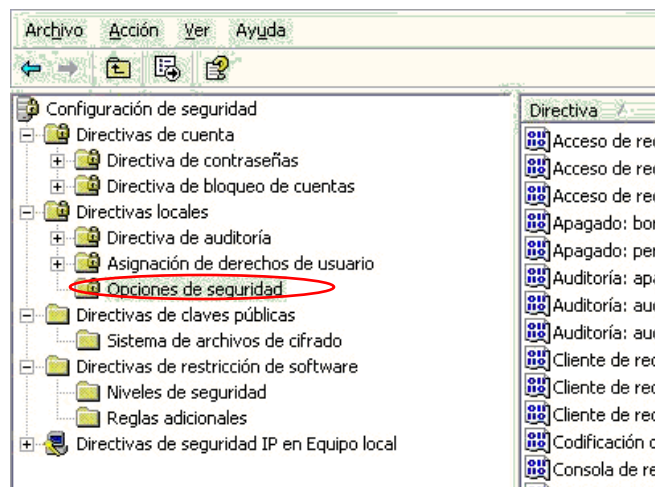 Archivo Acción Ver Ayuda
Configuración de seguridad
Directivas de cuenta
Directiva de contraseñas
Directiva de bloqueo de cuentas
Directivas locales
Directiva de auditoría
Asignación de derechos de usuario
Opciones de seguridad
Directivas de claves públicas
Sistema de archivos de cifrado
Directivas de restricción de software
Niveles de seguridad
Reglas adicionales
Directivas de seguridad IP en Equipo local
Directiva
Acceso de
Acceso de
Acceso de
Apagado:
Apagado:
Auditoría:
Auditoría:
Auditoría:
Cliente de
Cliente de
Cliente de
Codificación
Consola de